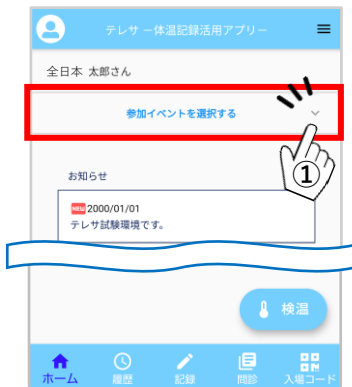 テレサ ー体温記録活用アプリー
全日本 太郎さん
参加イベントを選択する
①
お知らせ
NEW 2000/01/01
テレサ試験環境です。
検温
ホーム 履歴 記録 問診 入場コード